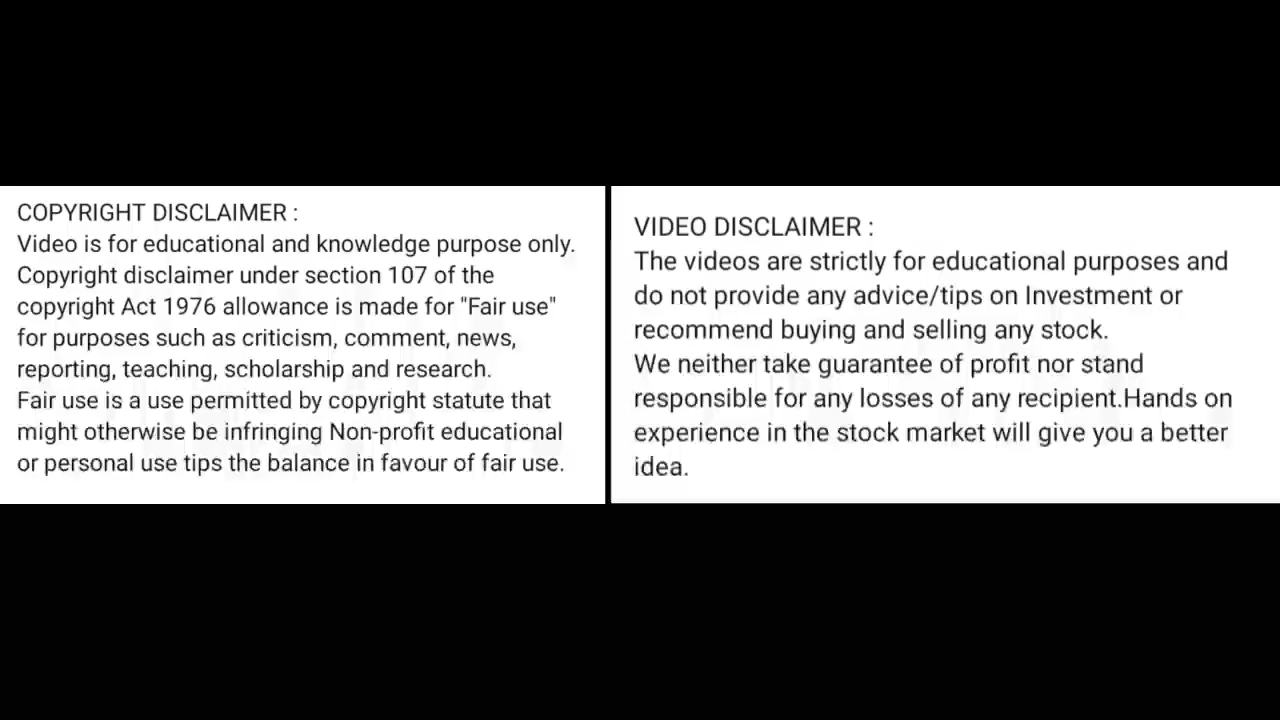 COPYRIGHT DISCLAIMER :
Video is for educational and knowledge purpose only.
Copyright disclaimer under section 107 of the
copyright Act 1976 allowance is made for "Fair use"
for purposes such as criticism, comment, news,
reporting, teaching, scholarship and research.
Fair use is a use permitted by copyright statute that
might otherwise be infringing Non-profit educational
or personal use tips the balance in favour of fair use.
VIDEO DISCLAIMER :
The videos are strictly for educational purposes and
do not provide any advice/tips on Investment or
recommend buying and selling any stock.
We neither take guarantee of profit nor stand
responsible for any losses of any recipient.Hands on
experience in the stock market will give you a better
idea.